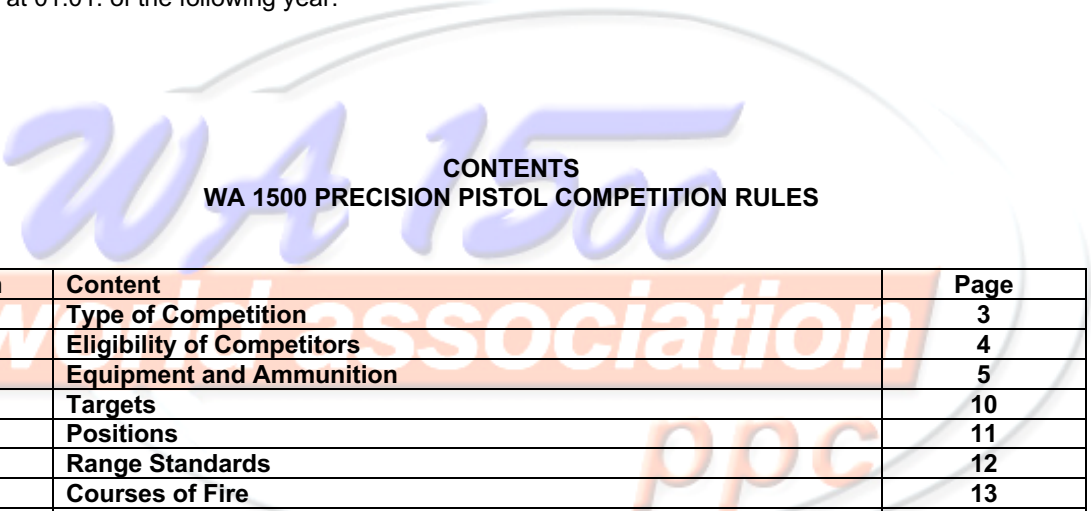 at 01.01. of the following year.
WA 1500
CONTENTS
WA 1500 PRECISION PISTOL COMPETITION RULES
Content Page
Type of Competition 3
Eligibility of Competitors 4
Equipment and Ammunition 5
Targets 10
Positions 11
Range Standards 12
Courses of Fire 13
world association
ppc